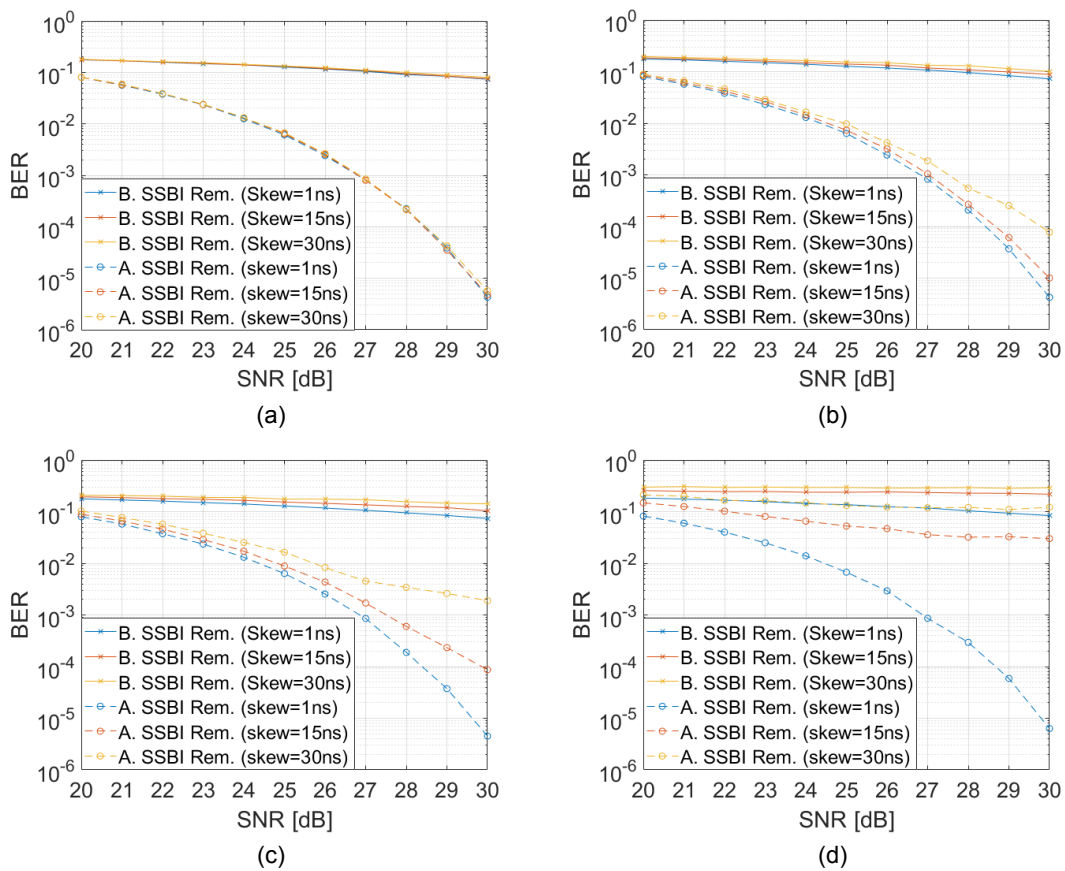 10^0
10^-1
10^-2
10^-3
10^-4
10^-5
10^-6
BER
B. SSBI Rem. (Skew=1ns)
B. SSBI Rem. (Skew=15ns)
B. SSBI Rem. (Skew=30ns)
A. SSBI Rem. (skew=1ns)
A. SSBI Rem. (skew=15ns)
A. SSBI Rem. (skew=30ns)
20 21 22 23 24 25 26 27 28 29 30
SNR [dB]
(a)
10^0
10^-1
10^-2
10^-3
10^-4
10^-5
10^-6
BER
B. SSBI Rem. (Skew=1ns)
B. SSBI Rem. (Skew=15ns)
B. SSBI Rem. (Skew=30ns)
A. SSBI Rem. (skew=1ns)
A. SSBI Rem. (skew=15ns)
A. SSBI Rem. (skew=30ns)
20 21 22 23 24 25 26 27 28 29 30
SNR [dB]
(b)
10^0
10^-1
10^-2
10^-3
10^-4
10^-5
10^-6
BER
B. SSBI Rem. (Skew=1ns)
B. SSBI Rem. (Skew=15ns)
B. SSBI Rem. (Skew=30ns)
A. SSBI Rem. (skew=1ns)
A. SSBI Rem. (skew=15ns)
A. SSBI Rem. (skew=30ns)
20 21 22 23 24 25 26 27 28 29 30
SNR [dB]
(c)
10^0
10^-1
10^-2
10^-3
10^-4
10^-5
10^-6
BER
B. SSBI Rem. (Skew=1ns)
B. SSBI Rem. (Skew=15ns)
B. SSBI Rem. (Skew=30ns)
A. SSBI Rem. (skew=1ns)
A. SSBI Rem. (skew=15ns)
A. SSBI Rem. (skew=30ns)
20 21 22 23 24 25 26 27 28 29 30
SNR [dB]
(d)